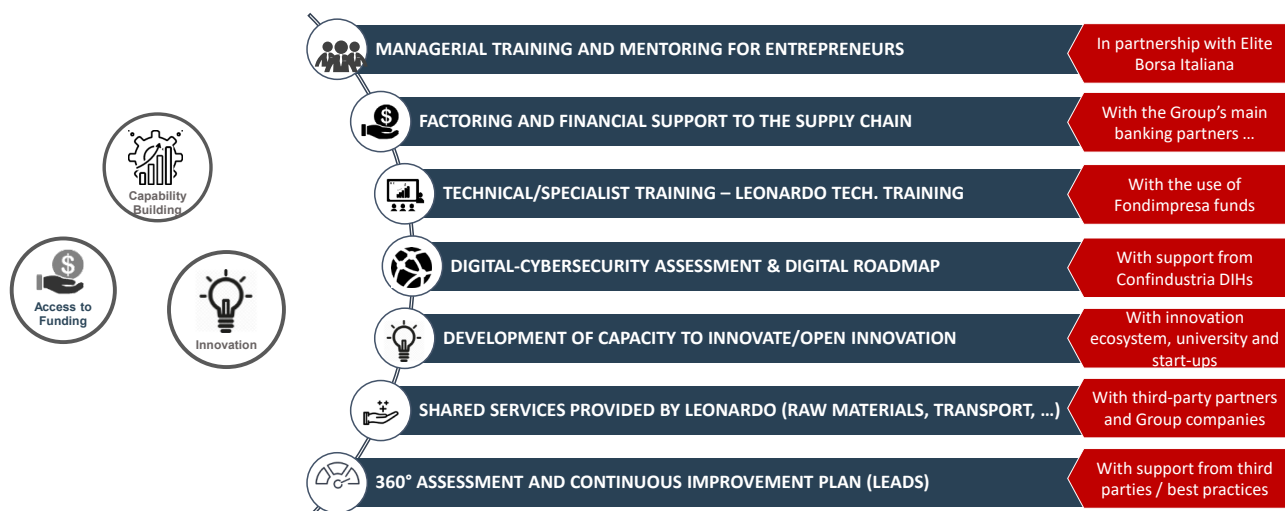 MANAGERIAL TRAINING AND MENTORING FOR ENTREPRENEURS
In partnership with Elite
Borsa Italiana
FACTORING AND FINANCIAL SUPPORT TO THE SUPPLY CHAIN
With the Group’s main
banking partners …
Capability
Building
TECHNICAL/SPECIALIST TRAINING – LEONARDO TECH. TRAINING
With the use of
Fondimpresa funds
DIGITAL-CYBERSECURITY ASSESSMENT & DIGITAL ROADMAP
With support from
Confindustria DIHs
Access to
Funding
Innovation
DEVELOPMENT OF CAPACITY TO INNOVATE/OPEN INNOVATION
With innovation
ecosystem, university and
start-ups
SHARED SERVICES PROVIDED BY LEONARDO (RAW MATERIALS, TRANSPORT, …)
With third-party partners
and Group companies
360° ASSESSMENT AND CONTINUOUS IMPROVEMENT PLAN (LEADS)
With support from third
parties / best practices